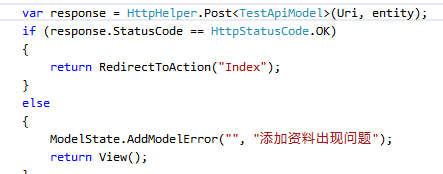 var response = HttpHelper.Post<TestApiModel>(Uri, entity);
if (response.StatusCode == HttpStatusCode.OK)
{
return RedirectToAction("Index");
}
else
{
ModelState.AddModelError("", "添加资料出现问题");
return View();
}